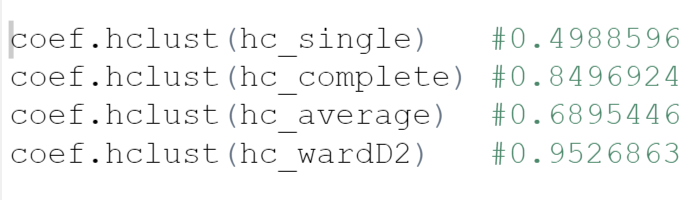 coef.hclust(hc_single)   #0.4988596
coef.hclust(hc_complete) #0.8496924
coef.hclust(hc_average)  #0.6895446
coef.hclust(hc_wardD2)   #0.9526863